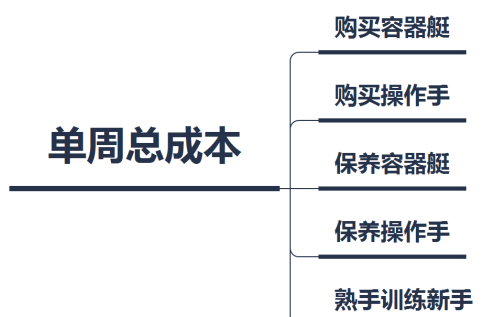 购买容器艇
购买操作手
单周总成本
保养容器艇
保养操作手
熟手训练新手